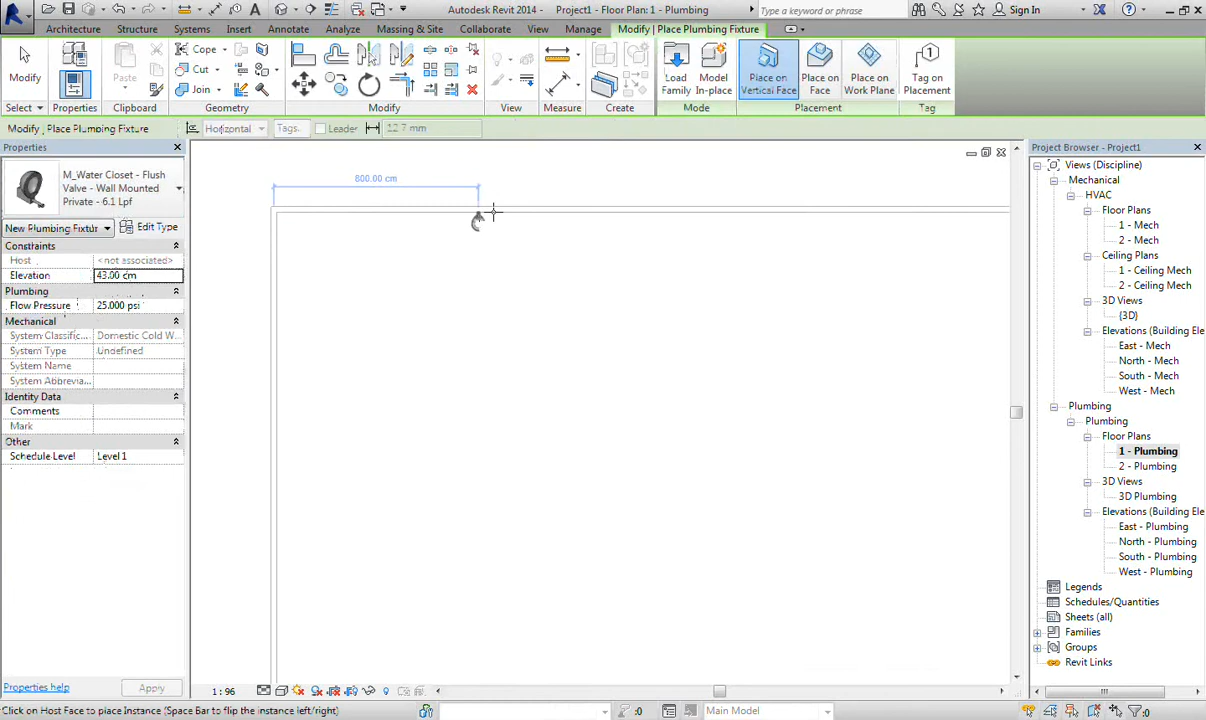 Autodesk Revit 2014 - Project1 - Floor Plan: 1 - Plumbing
Type a keyword or phrase
Sign In
Architecture
Structure
Systems
Insert
Annotate
Analyze
Massing & Site
Collaborate
View
Manage
Modify | Place Plumbing Fixture
Modify
Paste
Cope
Cut
Join
Load
Family
Model
In-place
Place on
Vertical Face
Place on
Face
Place on
Work Plane
Tag on
Placement
Select
Properties
Clipboard
Geometry
Modify
View
Measure
Create
Mode
Placement
Tag
Modify | Place Plumbing Fixture
Horizontal
Tags...
Leader
12.7 mm
Properties
M_Water Closet - Flush
Valve - Wall Mounted
Private - 6.1 Lpf
New Plumbing Fixtur
Edit Type
Constraints
Host
<not associated>
Elevation
43.00 cm
Plumbing
Flow Pressure
25.000 psi
Mechanical
System Classific...
Domestic Cold W...
System Type
Undefined
System Name
System Abbrevia...
Identity Data
Comments
Mark
Other
Schedule Level
Level 1
Properties help
Apply
800.00 cm
Project Browser - Project1
Views (Discipline)
Mechanical
HVAC
Floor Plans
1 - Mech
2 - Mech
Ceiling Plans
1 - Ceiling Mech
2 - Ceiling Mech
3D Views
{3D}
Elevations (Building Ele
East - Mech
North - Mech
South - Mech
West - Mech
Plumbing
Plumbing
Floor Plans
1 - Plumbing
2 - Plumbing
3D Views
3D Plumbing
Elevations (Building Ele
East - Plumbing
North - Plumbing
South - Plumbing
West - Plumbing
Legends
Schedules/Quantities
Sheets (all)
Families
Groups
Revit Links
1 : 96
Click on Host Face to place Instance (Space Bar to flip the instance left/right)
:0
Main Model
:0